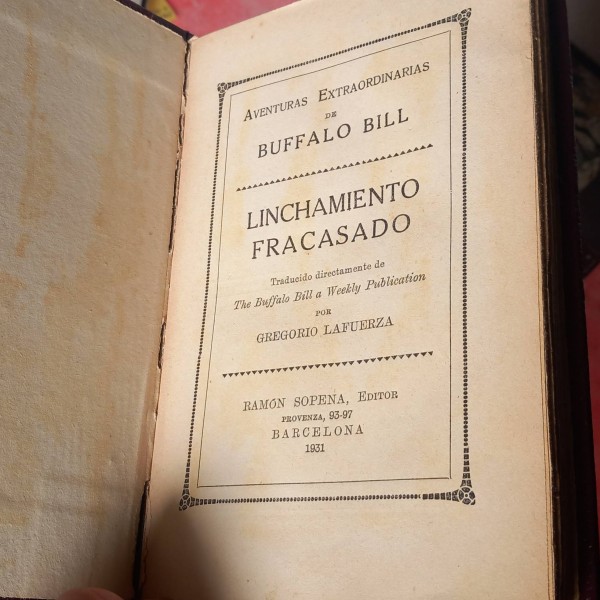 AVENTURAS EXTRAORDINARIAS
DE
BUFFALO BILL
LINCHAMIENTO
FRACASADO
Traducido directamente de
The Buffalo Bill a Weekly Publication
POR
GREGORIO LAFUERZA
RAMÓN SOPENA, EDITOR
PROVENZA, 93-97
BARCELONA
1931